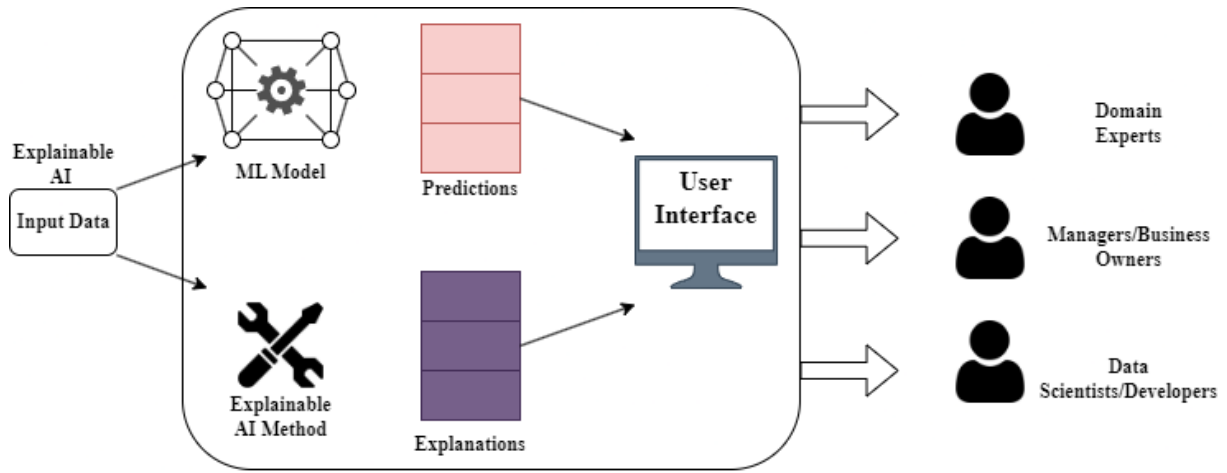 Explainable
AI
Input Data
ML Model
Explainable
AI Method
Predictions
Explanations
User
Interface
Domain
Experts
Managers/Business
Owners
Data
Scientists/Developers